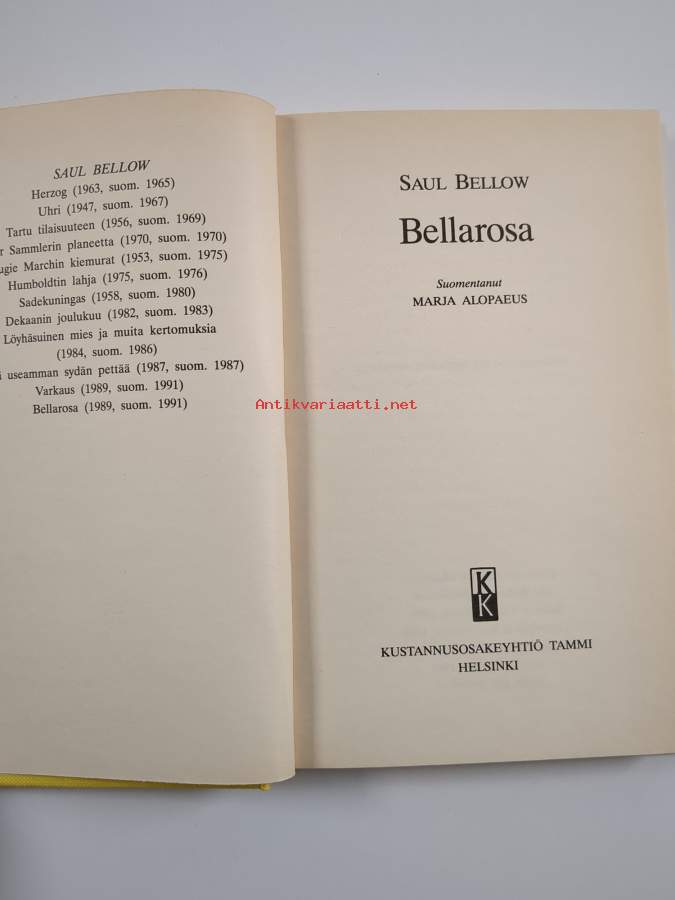 SAUL BELLOW
Herzog (1963, suom. 1965)
Uhri (1947, suom. 1967)
Tartu tilaisuuteen (1956, suom. 1969)
Sammlerin planeetta (1970, suom. 1970)
Marchin kiemurat (1953, suom. 1975)
Humboldtin lahja (1975, suom. 1976)
Sadekuningas (1958, suom. 1980)
Dekaanin joulukuu (1982, suom. 1983)
Löyhäsuinen mies ja muita kertomuksia
(1984, suom. 1986)
useamman sydän pettää (1987, suom. 1987)
Varkaus (1989, suom. 1991)
Bellarosa (1989, suom. 1991)
SAUL BELLOW
Bellarosa
Suomentanut
MARJA ALOPAEUS
Antikvariaatti.net
K
K
KUSTANNUSOSAKEYHTIÖ TAMMI
HELSINKI